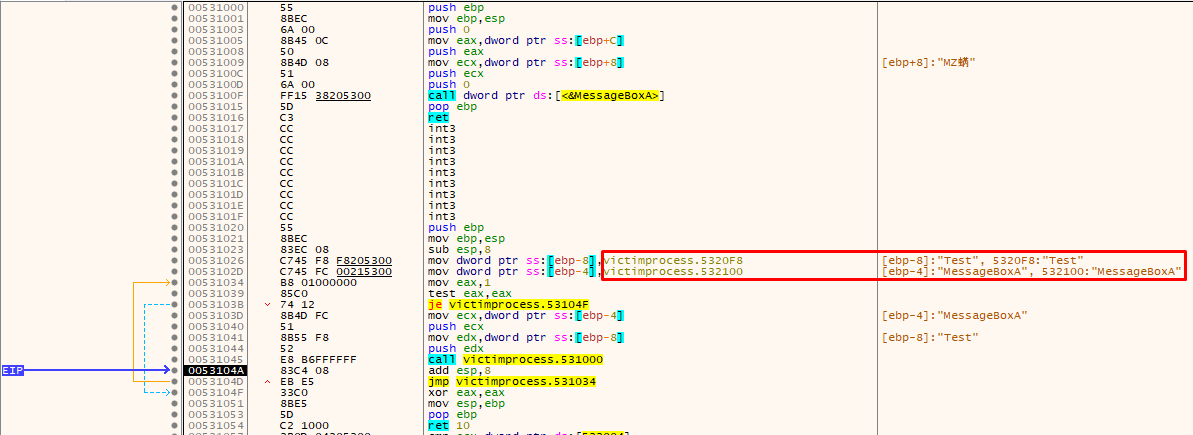 00531000 55 push ebp
00531001 8BEC mov ebp,esp
00531003 6A 00 push 0
00531005 8B45 0C mov eax,dword ptr ss:[ebp+C]
00531008 50 push eax
00531009 8B4D 08 mov ecx,dword ptr ss:[ebp+8] [ebp+8]:"MZ蟎"
0053100C 51 push ecx
0053100D 6A 00 push 0
0053100F FF15 38205300 call dword ptr ds:[<&MessageBoxA>]
00531015 5D pop ebp
00531016 C3 ret
00531017 CC int3
00531018 CC int3
00531019 CC int3
0053101A CC int3
0053101B CC int3
0053101C CC int3
0053101D CC int3
0053101E CC int3
0053101F CC int3
00531020 55 push ebp
00531021 8BEC mov ebp,esp
00531023 83EC 08 sub esp,8
00531026 C745 F8 F8205300 mov dword ptr ss:[ebp-8],victimprocess.5320F8 [ebp-8]:"Test", 5320F8:"Test"
0053102D C745 FC 00215300 mov dword ptr ss:[ebp-4],victimprocess.532100 [ebp-4]:"MessageBoxA", 532100:"MessageBoxA"
00531034 B8 01000000 mov eax,1
00531039 85C0 test eax,eax
0053103B 74 12 je victimprocess.53104F
0053103D 8B4D FC mov ecx,dword ptr ss:[ebp-4] [ebp-4]:"MessageBoxA"
00531040 51 push ecx
00531041 8B55 F8 mov edx,dword ptr ss:[ebp-8] [ebp-8]:"Test"
00531044 52 push edx
00531045 E8 B6FFFFFF call victimprocess.531000
EIP 0053104A 83C4 08 add esp,8
0053104D EB E5 jmp victimprocess.531034
0053104F 33C0 xor eax,eax
00531051 8BE5 mov esp,ebp
00531053 5D pop ebp
00531054 C2 1000 ret 10